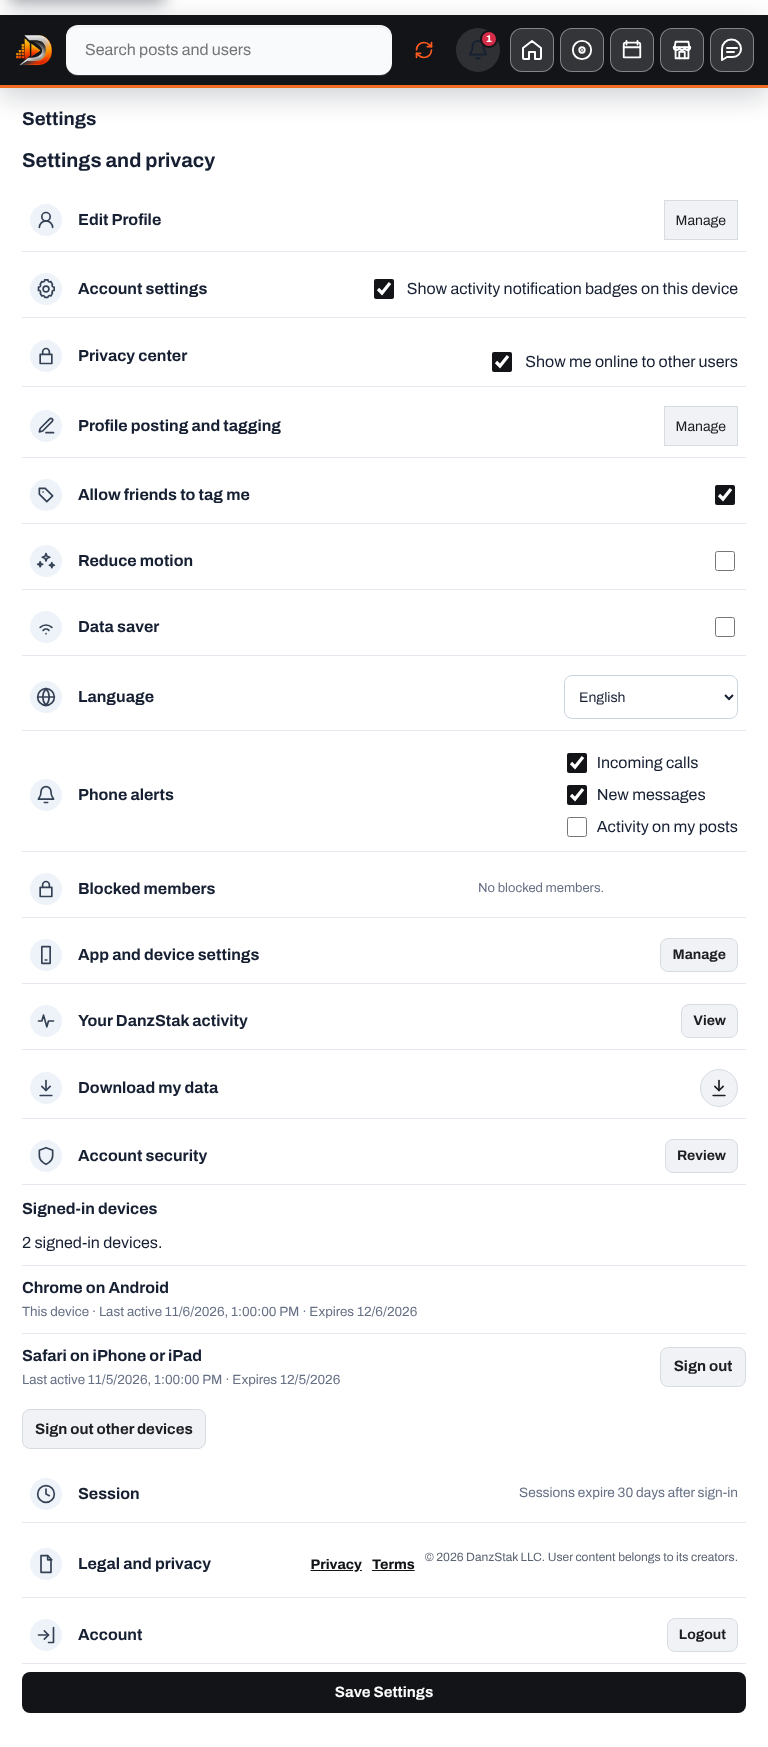 Search posts and users
1
Settings
Settings and privacy
Edit Profile
Manage
Account settings
Show activity notification badges on this device
Privacy center
Show me online to other users
Profile posting and tagging
Manage
Allow friends to tag me
Reduce motion
Data saver
Language
English
Phone alerts
Incoming calls
New messages
Activity on my posts
Blocked members
No blocked members.
App and device settings
Manage
Your DanzStak activity
View
Download my data
Account security
Review
Signed-in devices
2 signed-in devices.
Chrome on Android
This device · Last active 11/6/2026, 1:00:00 PM · Expires 12/6/2026
Safari on iPhone or iPad
Last active 11/5/2026, 1:00:00 PM · Expires 12/5/2026
Sign out
Sign out other devices
Session
Sessions expire 30 days after sign-in
Legal and privacy
Privacy Terms
© 2026 DanzStak LLC. User content belongs to its creators.
Account
Logout
Save Settings